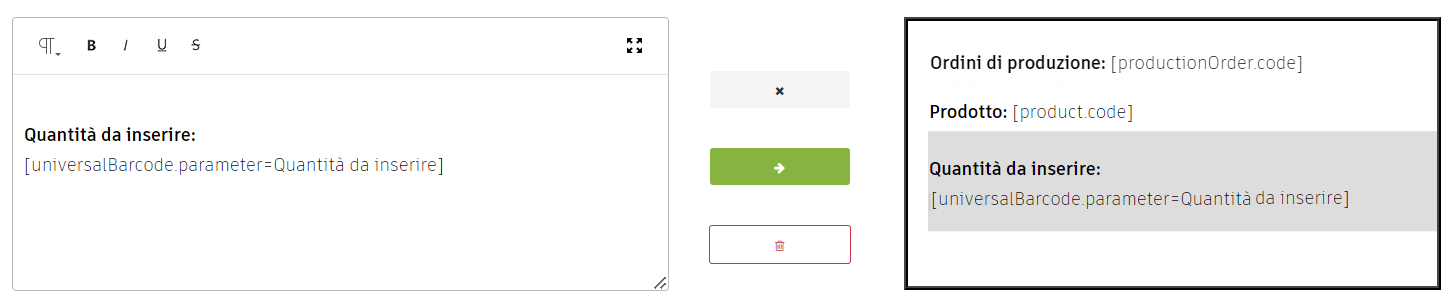 B I U S
Quantità da inserire:
[universalBarcode.parameter=Quantità da inserire]
Ordini di produzione: [productionOrder.code]
Prodotto: [product.code]
Quantità da inserire:
[universalBarcode.parameter=Quantità da inserire]